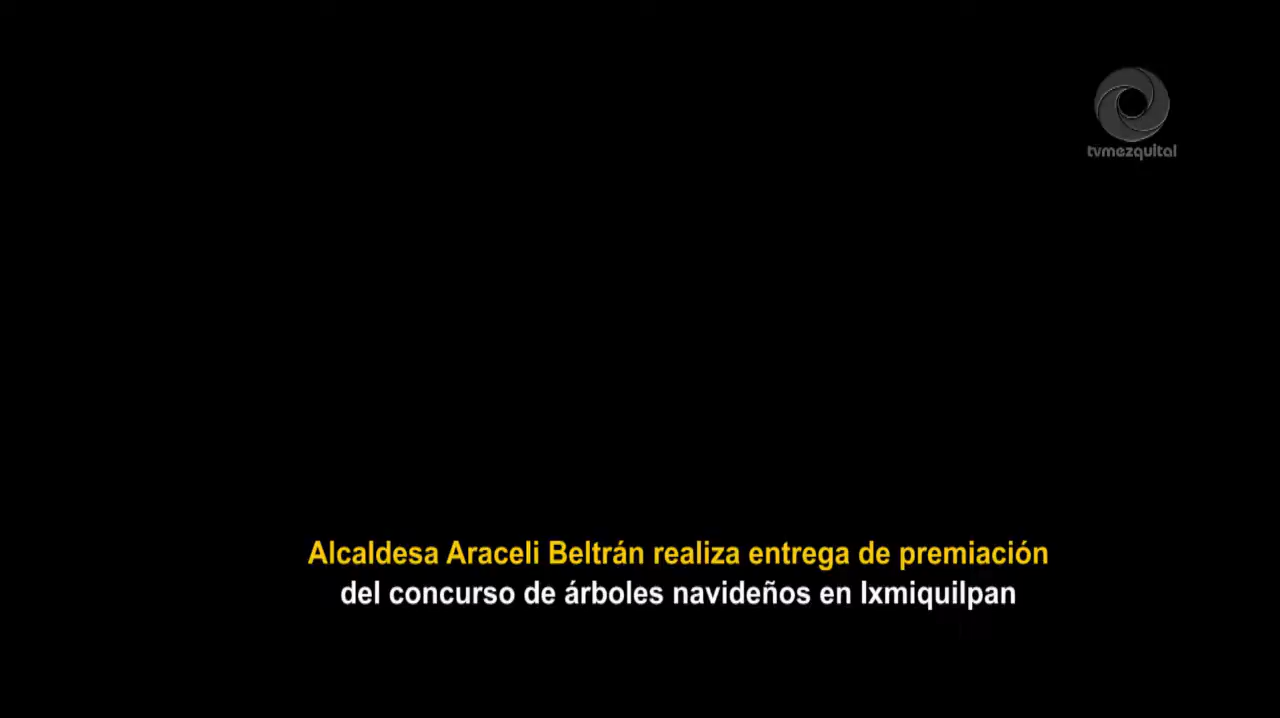 tvmezquital
Alcaldesa Araceli Beltrán realiza entrega de premiación
del concurso de árboles navideños en Ixmiquilpan